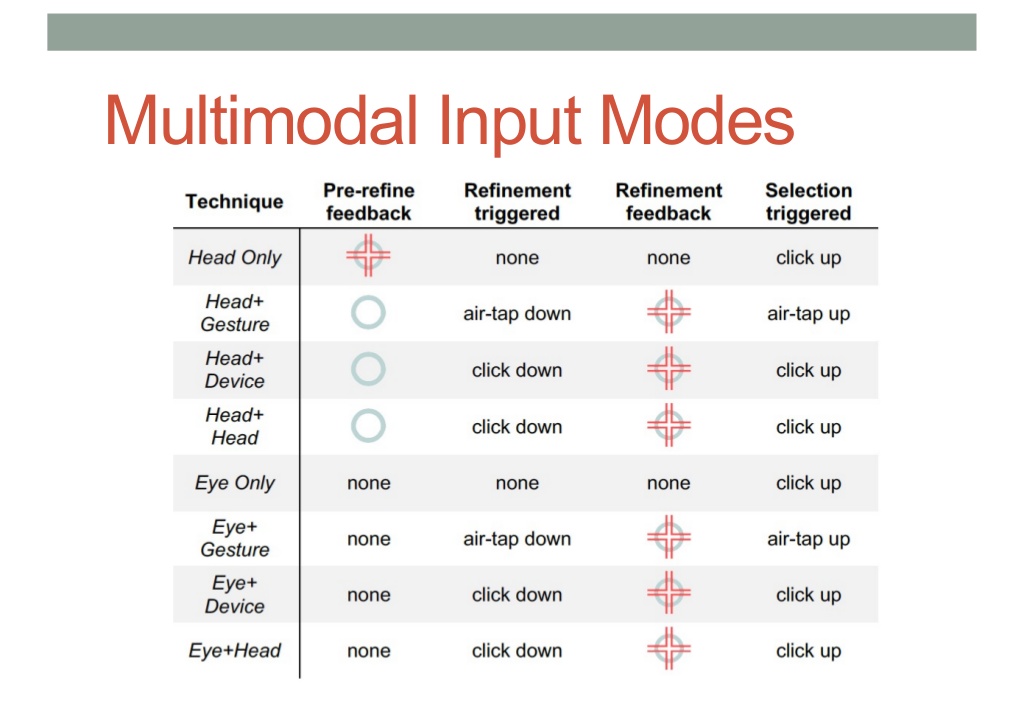 Multimodal Input Modes
Technique Pre-refine feedback Refinement triggered Refinement feedback Selection triggered
Head Only none none click up
Head+ Gesture air-tap down air-tap up
Head+ Device click down click up
Head+ Head click down click up
Eye Only none none none click up
Eye+ Gesture none air-tap down air-tap up
Eye+ Device none click down click up
Eye+Head none click down click up